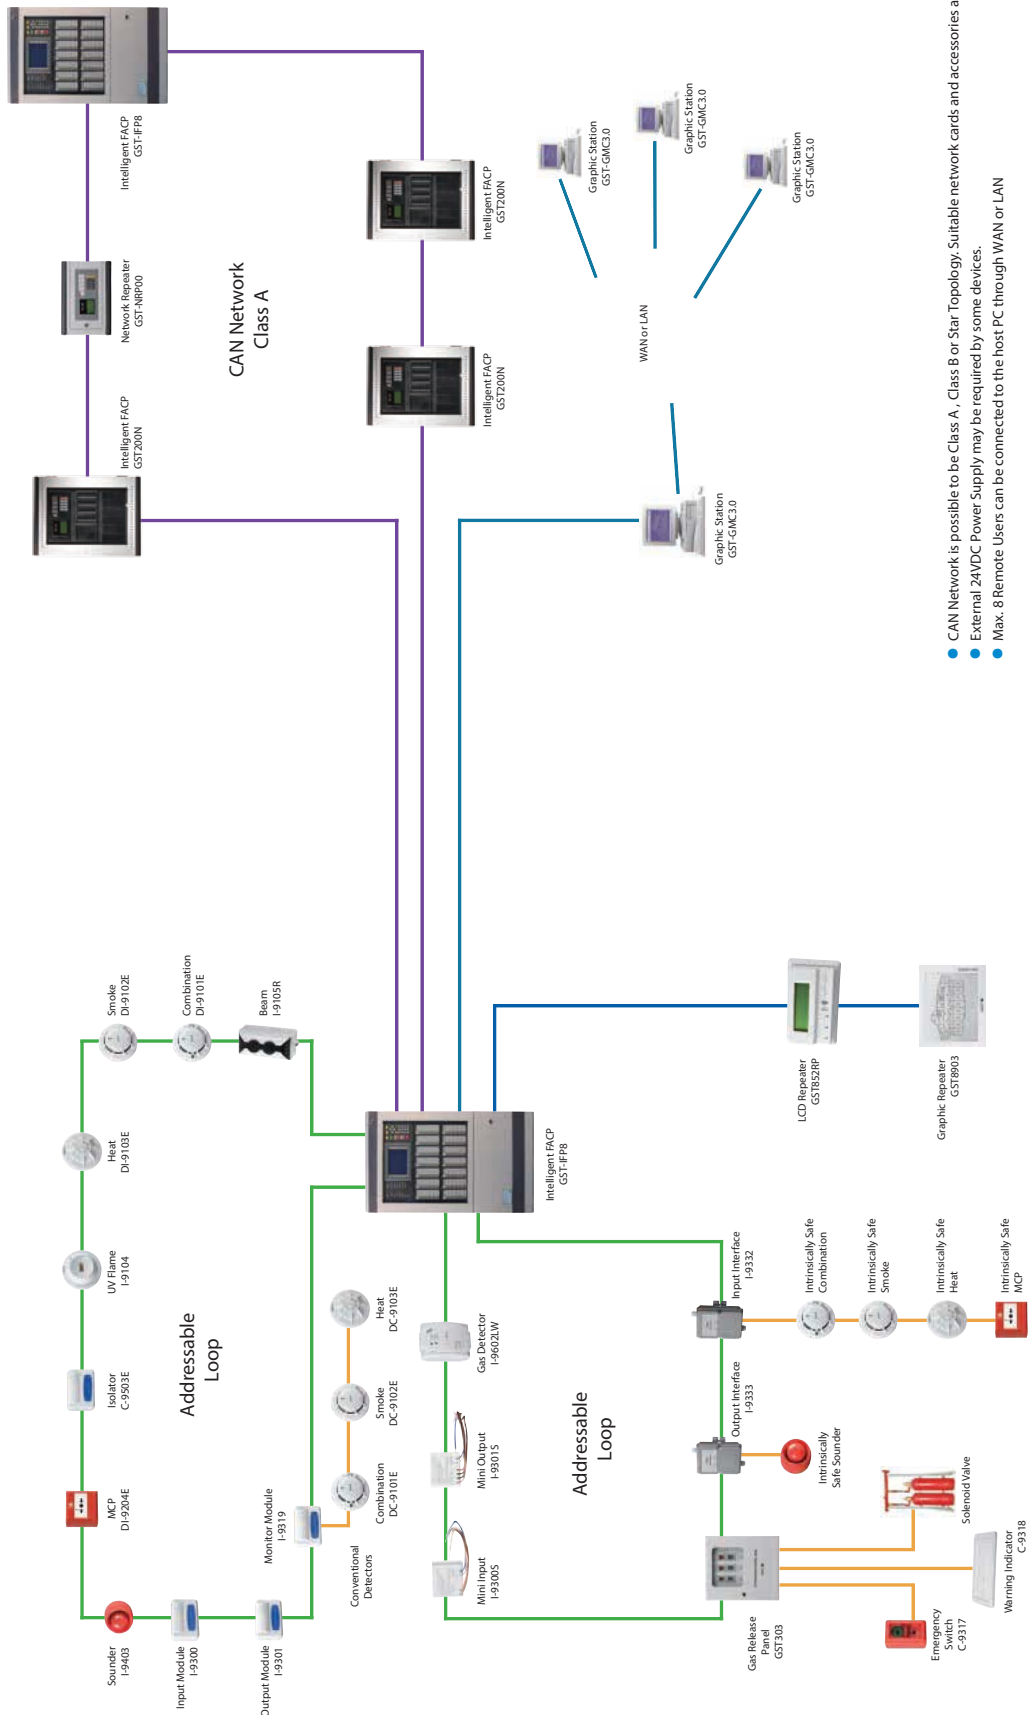 Sounder
I-9403
MCP
DI-9204E
Isolator
C-9503E
UV Flame
I-9104
Heat
DI-9103E
Smoke
DI-9102E
Intelligent FACP
GST200N
Network Repeater
GST-NRP00
Intelligent FACP
GST-IFP8
Input Module
I-9300
Combination
DI-9101E
Addressable
Loop
CAN Network
Class A
Output Module
I-9301
Monitor Module
I-9319
Beam
I-9105R
Conventional
Detectors
Combination
DC-9101E
Smoke
DC-9102E
Heat
DC-9103E
Mini Input
I-9300S
Mini Output
I-9301S
Gas Detector
I-9602LW
Intelligent FACP
GST200N
Intelligent FACP
GST200N
Intelligent FACP
GST-IFP8
Addressable
Loop
Graphic Station
GST-GMC3.0
WAN or LAN
Graphic Station
GST-GMC3.0
Graphic Station
GST-GMC3.0
Graphic Station
GST-GMC3.0
Output Interface
I-9333
Input Interface
I-9332
Gas Release
Panel
GST303
Intrinsically
Safe Sounder
Intrinsically Safe
Combination
LCD Repeater
GST852RP
Intrinsically Safe
Smoke
Intrinsically Safe
Heat
Graphic Repeater
GST8903
Intrinsically Safe
MCP
Emergency
Switch
C-9317
Solenoid Valve
Warning Indicator
C-9318
● CAN Network is possible to be Class A , Class B or Star Topology. Suitable network cards and accessories a
● External 24VDC Power Supply may be required by some devices.
● Max. 8 Remote Users can be connected to the host PC through WAN or LAN